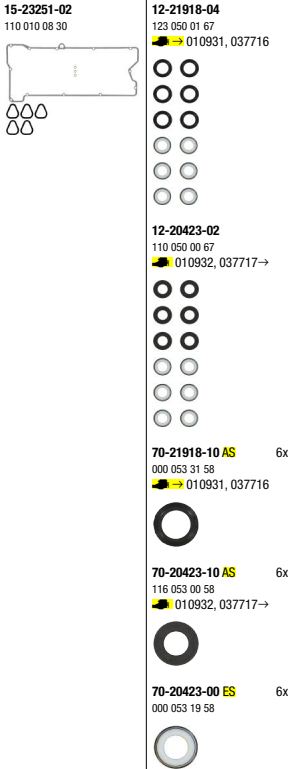 15-23251-02
110 010 08 30
12-21918-04
123 050 01 67
→ 010931, 037716
12-20423-02
110 050 00 67
010932, 037717→
70-21918-10 AS 6x
000 053 31 58
→ 010931, 037716
70-20423-10 AS 6x
116 053 00 58
010932, 037717→
70-20423-00 ES 6x
000 053 19 58